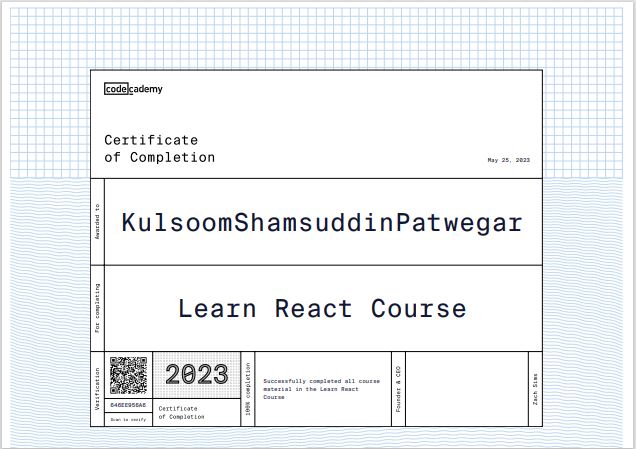 codecademy
Certificate
of Completion
May 25, 2023
Awarded to
KulsoomShamsuddinPatwegar
For completing
Learn React Course
Verification
646EE956A6
Scan to verify
2023
Certificate
of Completion
100% completion
Successfully completed all course
material in the Learn React
Course
Founder & CEO
Zach Sims